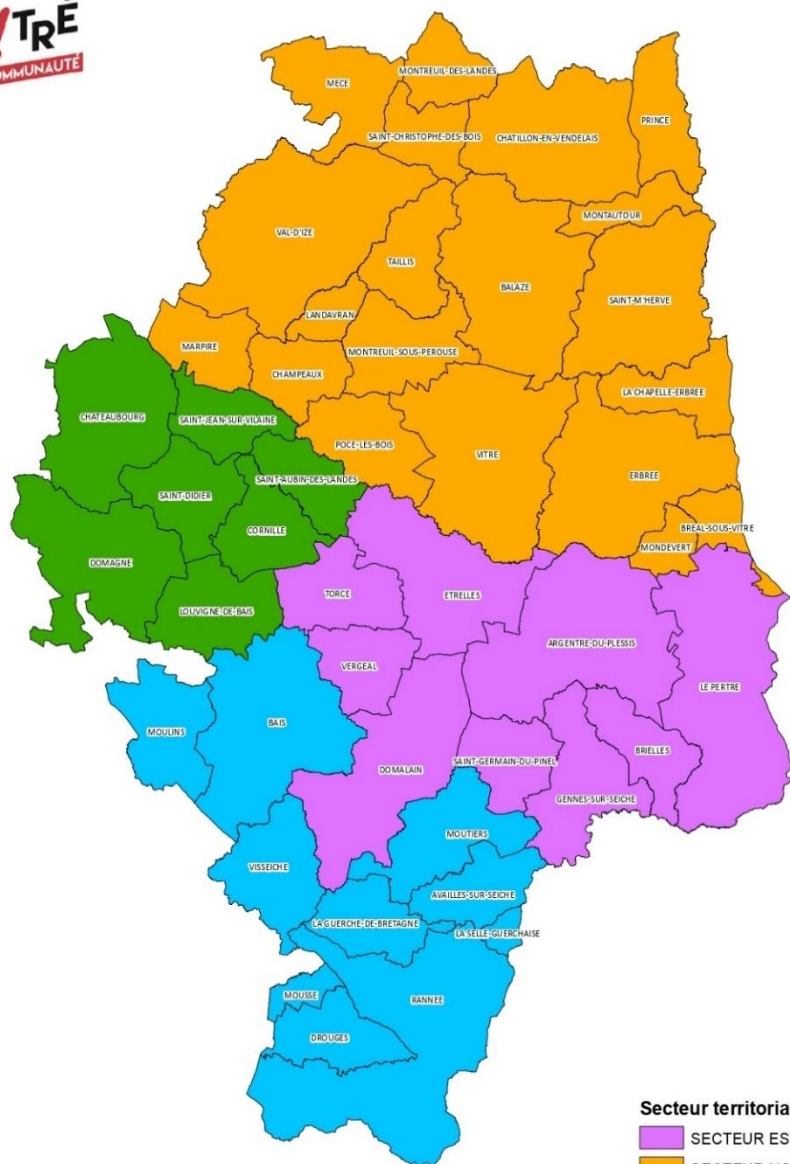 TRÉ
COMMUNAUTÉ
MECE
MONTREUIL-DES-LANDES
PRINCE
SAINT-CHRISTOPHE-DES-BOIS
CHATILLON-EN-VENDELAIS
MONTAUTOUR
VAL-D'IZE
TAILLIS
BALAZE
SAINT-M'HERVE
LANDAVRAN
MARPIRE
MONTREUIL-SOUS-PEROUSE
CHAMPEAUX
LA CHAPELLE-ERBREE
CHATEAUBOURG
SAINT-JEAN-SUR-VILAINE
POCE-LES-BOIS
VITRE
SAINT-AUBIN-DES-LANDES
ERBREE
SAINT-DIDIER
CORNILLE
BREAL-SOUS-VITRE
MONDEVERT
DOMAGNE
TORCE
ETRELLES
LOUVIGNE-DE-BAIS
ARGENTRE-DU-PLESSIS
VERGEAL
LE PERTRE
MOULINS
BAIS
BRIELLES
DOMALAIN
SAINT-GERMAIN-DU-PINEL
GENNES-SUR-SEICHE
MOUTIERS
VISSEICHE
AVAILLES-SUR-SEICHE
LA GUERCHE-DE-BRETAGNE
LA SELLE-GUERCHAISE
MOUSSE
RANNEE
DROUGES
Secteur territoria
SECTEUR ES